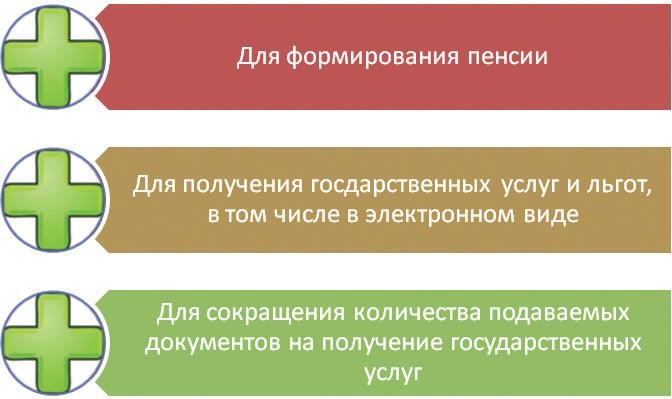 Для формирования пенсии
Для получения госдарственных услуг и льгот,
в том числе в электронном виде
Для сокращения количества подаваемых
документов на получение государственных
услуг